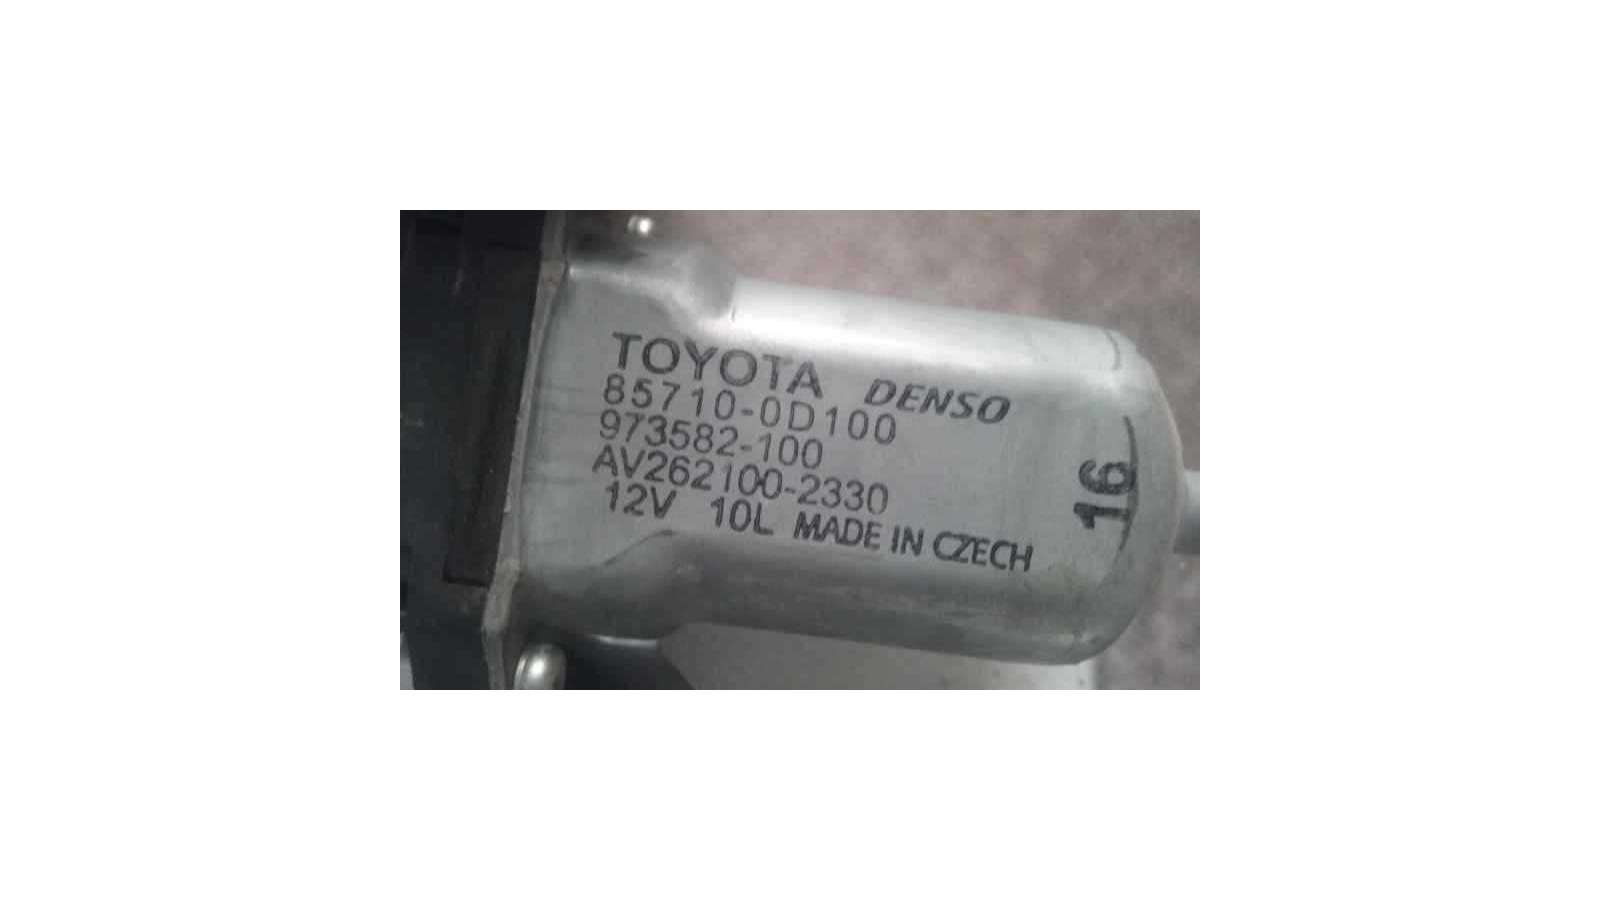 TOYOTA DENSO
85710-0D100
973582-100
AV262100-2330
12V 10L MADE IN CZECH
16